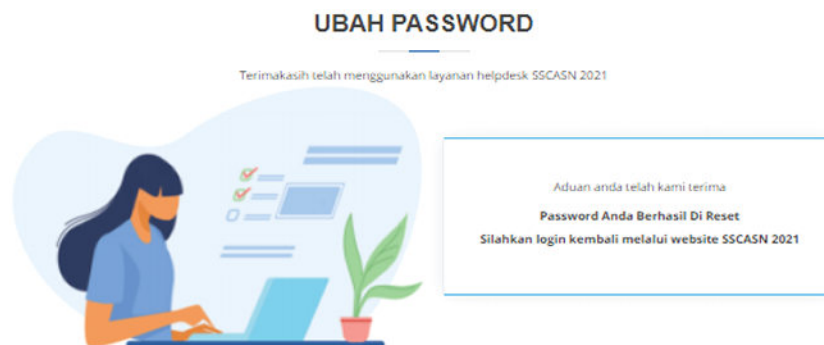 UBAH PASSWORD
Terimakasih telah menggunakan layanan helpdesk SSCASN 2021
Aduan anda telah kami terima
Password Anda Berhasil Di Reset
Silahkan login kembali melalui website SSCASN 2021